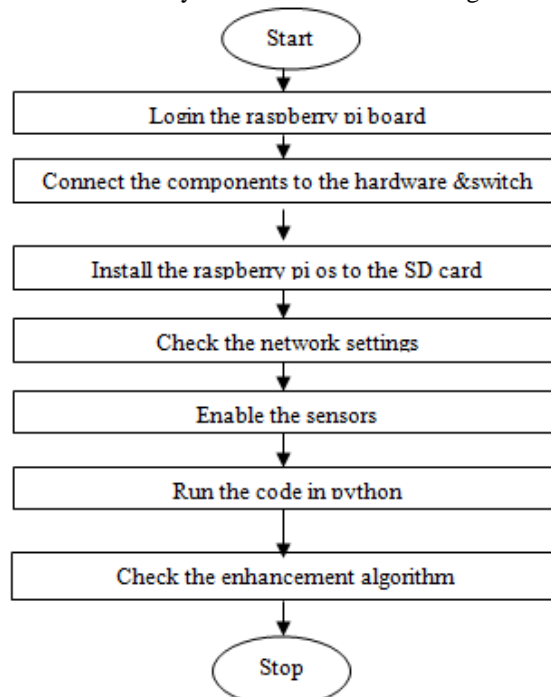 Start
Login the raspberry pi board
Connect the components to the hardware &switch
Install the raspberry pi os to the SD card
Check the network settings
Enable the sensors
Run the code in python
Check the enhancement algorithm
Stop